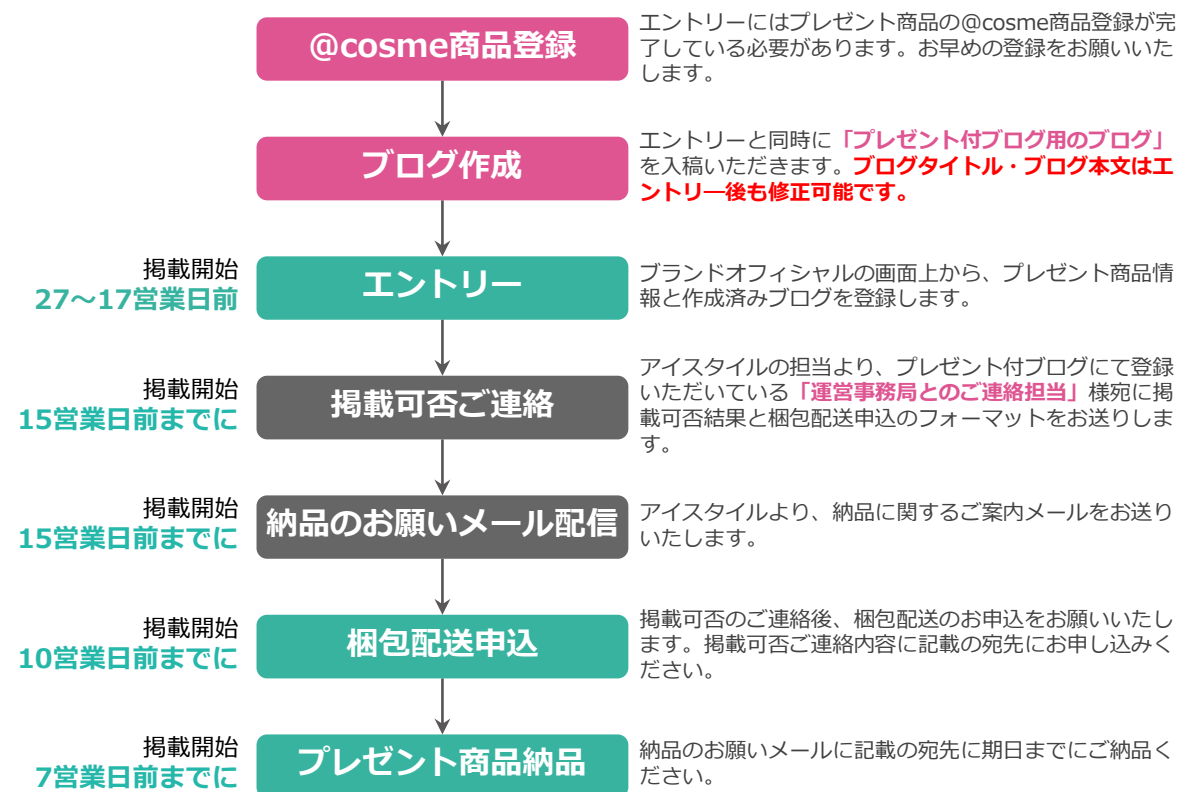 @cosme商品登録
エントリーにはプレゼント商品の@cosme商品登録が完
了している必要があります。お早めの登録をお願いいた
します。
ブログ作成
エントリーと同時に「プレゼント付ブログ用のブログ」
を入稿いただきます。ブログタイトル・ブログ本文はエ
ントリ―後も修正可能です。
掲載開始
27〜17営業日前
エントリー
ブランドオフィシャルの画面上から、プレゼント商品情
報と作成済みブログを登録します。
掲載開始
15営業日前までに
掲載可否ご連絡
アイスタイルの担当より、プレゼント付ブログにて登録
いただいている「運営事務局とのご連絡担当」様宛に掲
載可否結果と梱包配送申込のフォーマットをお送りしま
す。
掲載開始
15営業日前までに
納品のお願いメール配信
アイスタイルより、納品に関するご案内メールをお送り
いたします。
掲載開始
10営業日前までに
梱包配送申込
掲載可否のご連絡後、梱包配送のお申込をお願いいたし
ます。掲載可否ご連絡内容に記載の宛先にお申し込みく
ださい。
掲載開始
7営業日前までに
プレゼント商品納品
納品のお願いメールに記載の宛先に期日までにご納品く
ださい。